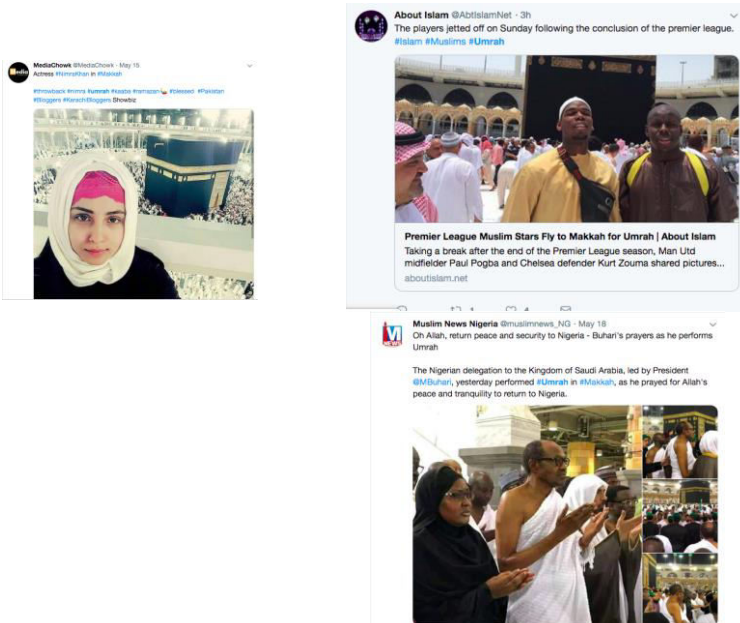 MediaChowk @MediaChowk · May 15
Actress #NimraKhan in #Makkah
#throwback #nimra #umrah #kaaba #ramazan #blessed #Pakistan
#Bloggers #KarachiBloggers Showbiz
About Islam @AbtIslamNet · 3h
The players jetted off on Sunday following the conclusion of the premier league.
#Islam #Muslims #Umrah
Premier League Muslim Stars Fly to Makkah for Umrah | About Islam
Taking a break after the end of the Premier League season, Man Utd
midfielder Paul Pogba and Chelsea defender Kurt Zouma shared pictures...
aboutislam.net
Muslim News Nigeria @muslimnews_NG · May 18
Oh Allah, return peace and security to Nigeria - Buhari's prayers as he performs
Umrah
The Nigerian delegation to the Kingdom of Saudi Arabia, led by President
@MBuhari, yesterday performed #Umrah in #Makkah, as he prayed for Allah's
peace and tranquility to return to Nigeria.